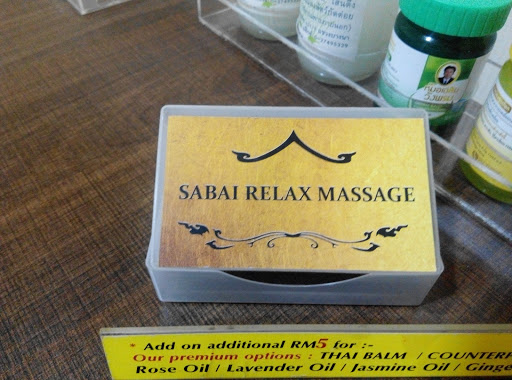 SABAI RELAX MASSAGE
* Add on additional RM5 for :-
Our premium options : THAI BALM / COUNTERF
Rose Oil / Lavender Oil / Jasmine Oil / Ginge